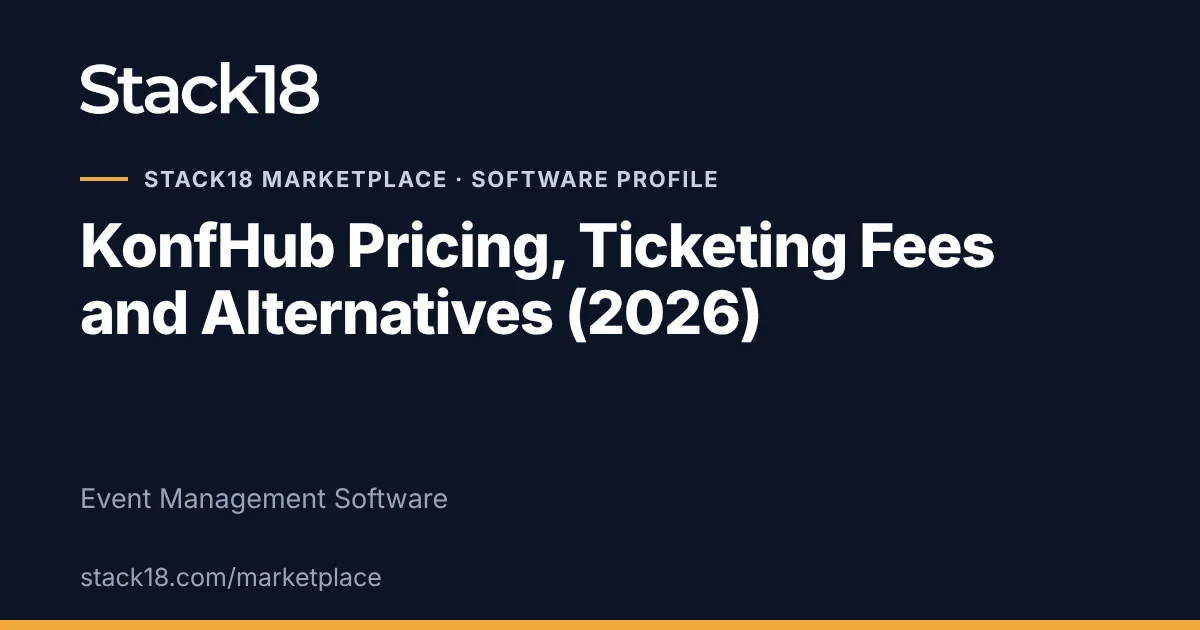 Stack18
STACK18 MARKETPLACE · SOFTWARE PROFILE
KonfHub Pricing, Ticketing Fees
and Alternatives (2026)
Event Management Software
stack18.com/marketplace